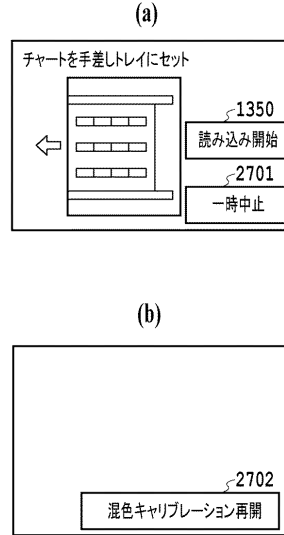 (a)
チャートを手差しトレイにセット
1350
読み込み開始
2701
一時中止
(b)
2702
混色キャリブレーション再開